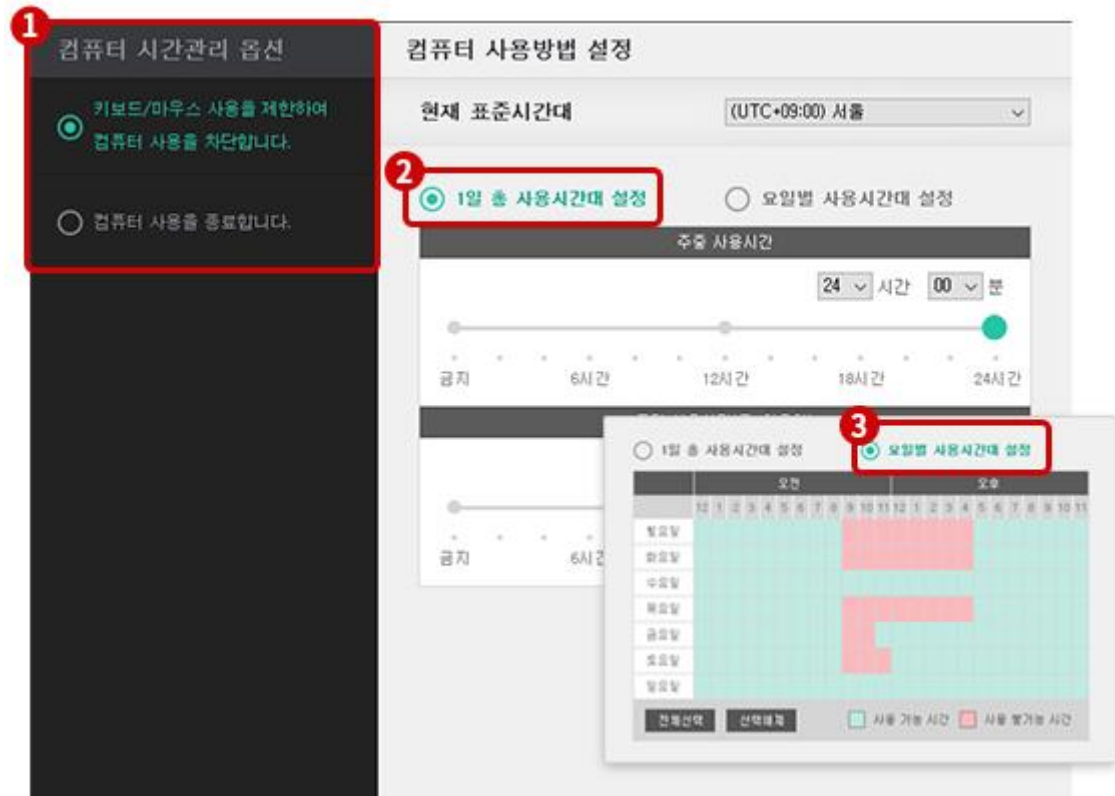 1
컴퓨터 시간관리 옵션
키보드/마우스 사용을 제한하여
컴퓨터 사용을 차단합니다.
컴퓨터 사용을 종료합니다.
컴퓨터 사용방법 설정
현재 표준시간대 (UTC+09:00) 서울
2
1일 총 사용시간대 설정 요일별 사용시간대 설정
주중 사용시간
24 시간 00 분
금지 6시간 12시간 18시간 24시간
금지 6시간
3
1일 총 사용시간대 설정 요일별 사용시간대 설정
오전 오후
12 1 2 3 4 5 6 7 8 9 10 11 12 1 2 3 4 5 6 7 8 9 10 11
월요일
화요일
수요일
목요일
금요일
토요일
일요일
전체선택 선택해제 사용 가능 시간 사용 불가능 시간